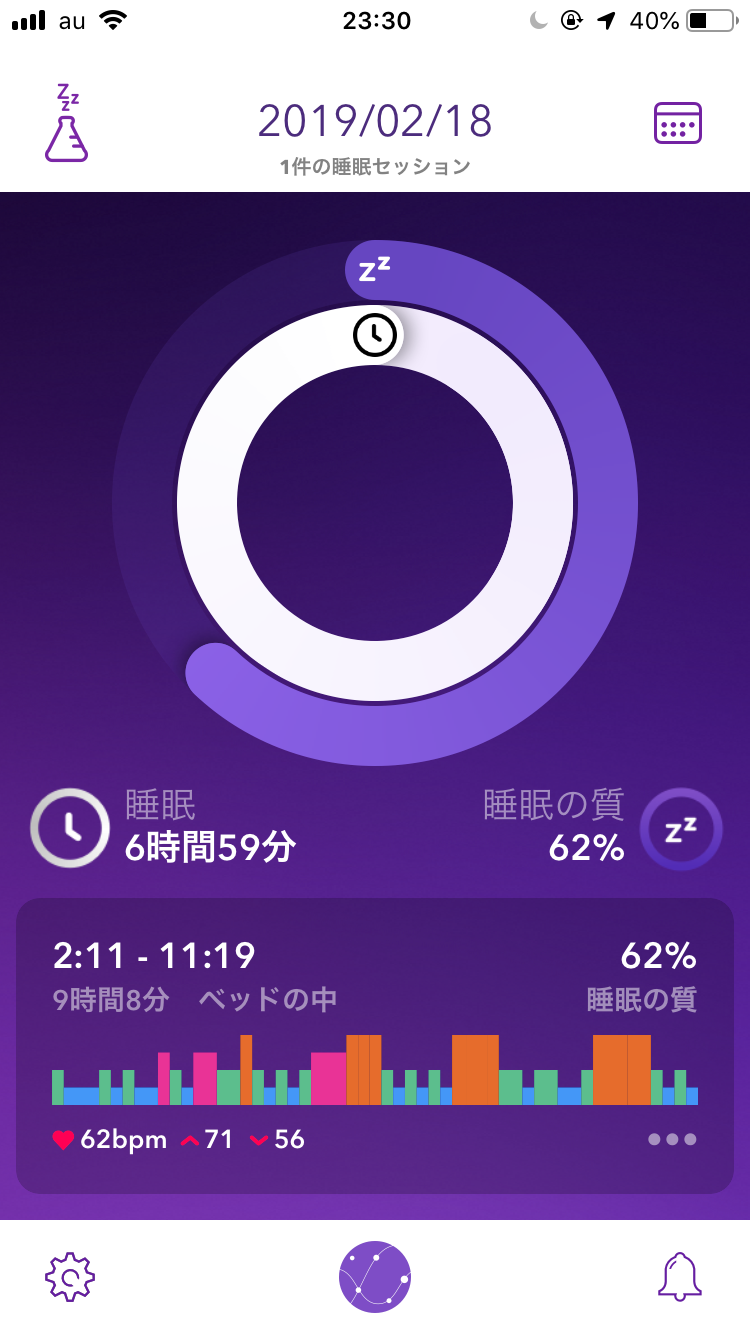 au 23:30 40%
Zzz
2019/02/18
1件の睡眠セッション
zz
睡眠
6時間59分
睡眠の質
62%
zz
2:11 - 11:19 62%
9時間8分 ベッドの中 睡眠の質
62bpm 71 56